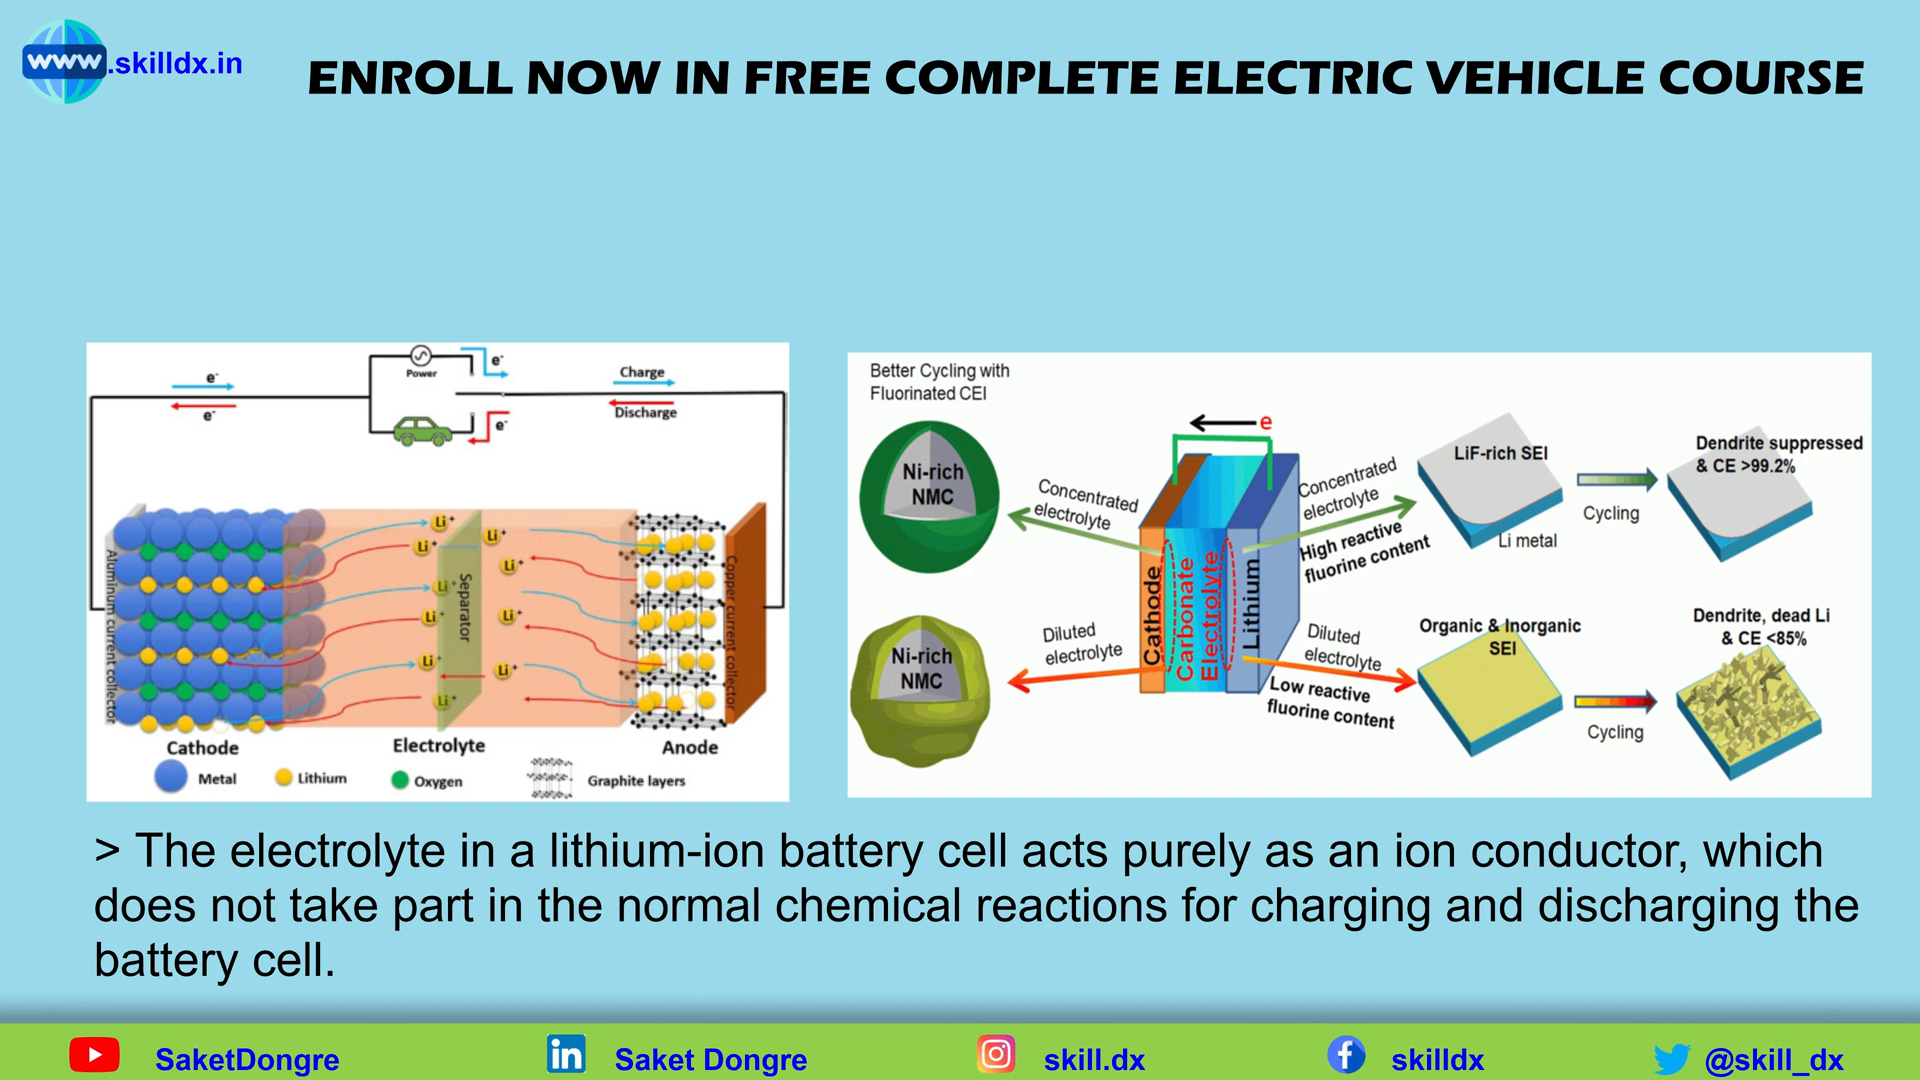 www.skilldx.in
ENROLL NOW IN FREE COMPLETE ELECTRIC VEHICLE COURSE
e-
Power
e-
e-
e-
Charge
Discharge
Aluminum current collector
Li+
Li+
Li+
Li+
Li+
Li+
Li+
Li+
Li+
Li+
Separator
Copper current collector
Cathode
Electrolyte
Anode
Metal
Lithium
Oxygen
Graphite layers
Better Cycling with
Fluorinated CEI
Ni-rich
NMC
Concentrated
electrolyte
e
Concentrated
electrolyte
High reactive
fluorine content
LiF-rich SEI
Li metal
Cycling
Dendrite suppressed
& CE >99.2%
Cathode
Carbonate
Electrolyte
Lithium
Ni-rich
NMC
Diluted
electrolyte
Diluted
electrolyte
Low reactive
fluorine content
Organic & Inorganic
SEI
Cycling
Dendrite, dead Li
& CE <85%
> The electrolyte in a lithium-ion battery cell acts purely as an ion conductor, which
does not take part in the normal chemical reactions for charging and discharging the
battery cell.
SaketDongre
in Saket Dongre
skill.dx
skilldx
@skill_dx